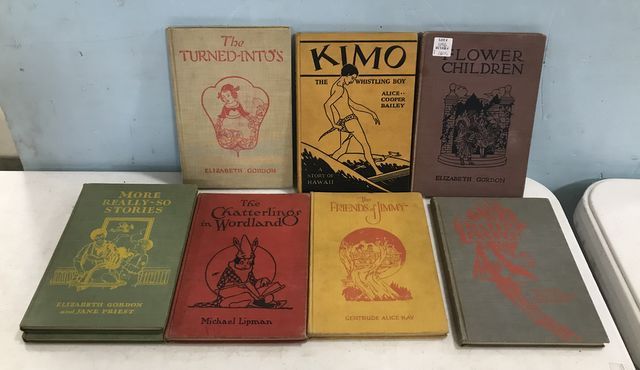 The
TURNED-INTO'S
ELIZABETH GORDON
KIMO
THE WHISTLING BOY
ALICE
COOPER
BAILEY
A
STORY OF
HAWAII
LOWER
CHILDREN
ELIZABETH GORDON
MORE
REALLY-SO
STORIES
ELIZABETH GORDON
and JANE PRIEST
The
Chatterlings
in Wordland
Michael Lipman
The
FRIENDS of JIMMY
GERTRUDE ALICE KAY